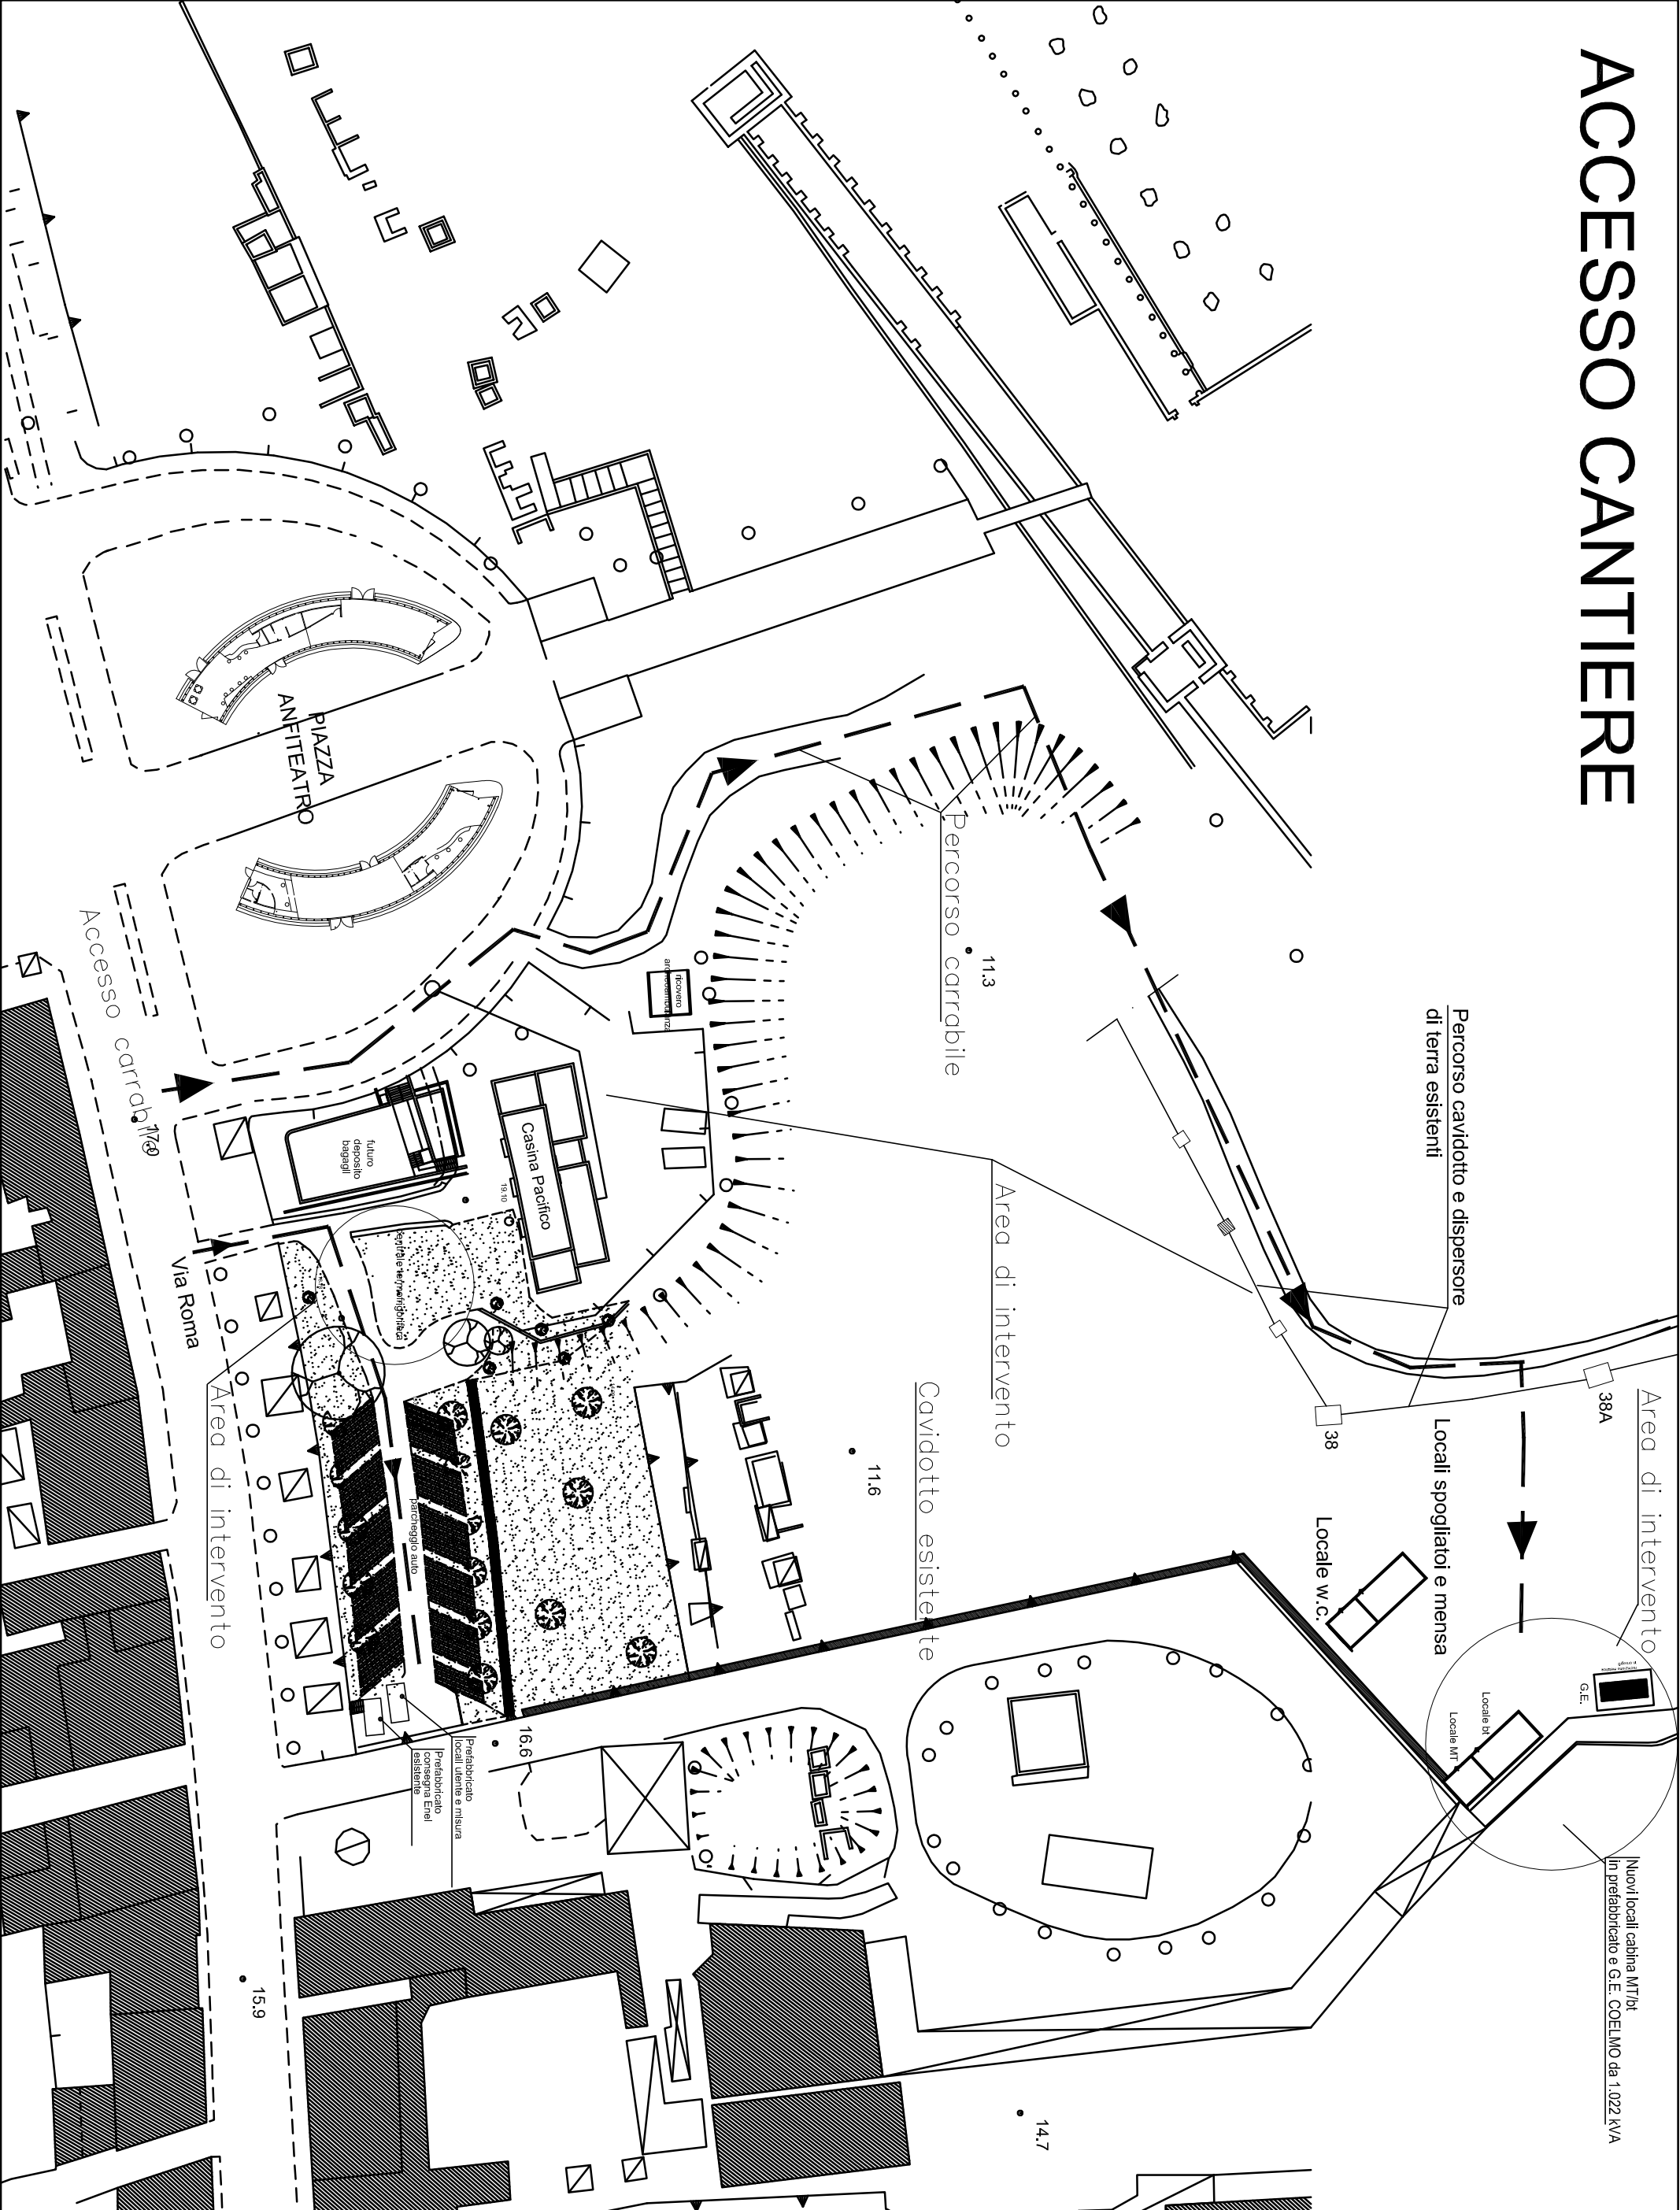 ACCESSO CANTIERE
Percorso cavidotto e dispersore
di terra esistenti
38A
Area di intervento
38
Locali spogliatoi e mensa
Locale w.c.
G.E.
Locale bt
Locale MT
Nuovi locali cabina MT/bt
in prefabbricato e G.E. COELMO da 1.022 kVA
Percorso carrabile
11.3
Area di intervento
11.6
Cavidotto esistente
14.7
ricovero
Casina Pacifico
19.10
futuro
deposito
bagagli
PIAZZA
ANFITEATRO
Accesso carrabile
Via Roma
Area di intervento
parcheggio auto
16.6
Prefabbricato
locali utente e misura
Prefabbricato
consegna Enel
esistente
15.9